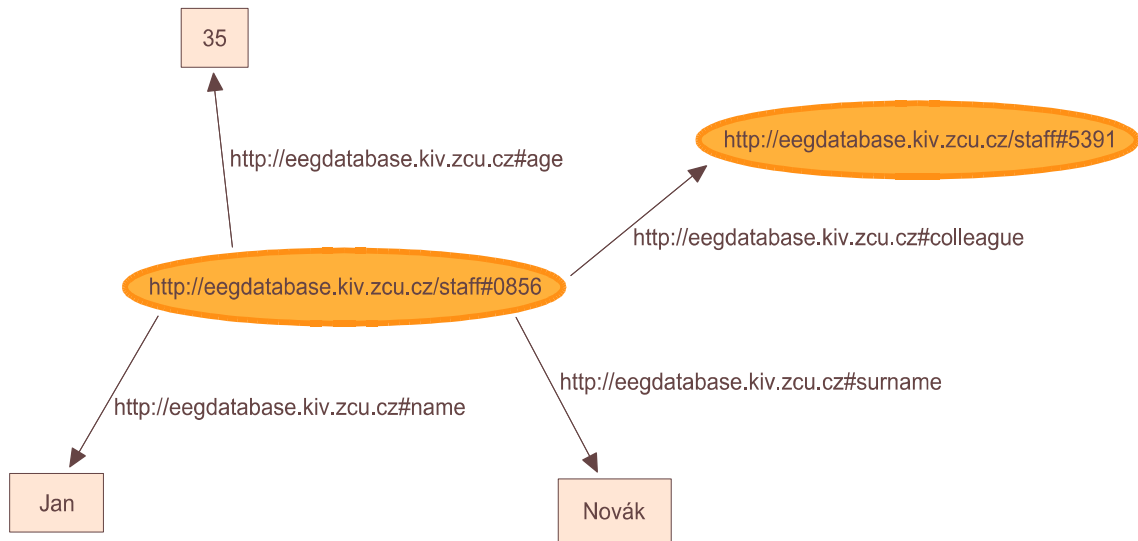 35
http://eegdatabase.kiv.zcu.cz/staff#5391
http://eegdatabase.kiv.zcu.cz#age
http://eegdatabase.kiv.zcu.cz#colleague
http://eegdatabase.kiv.zcu.cz/staff#0856
http://eegdatabase.kiv.zcu.cz#surname
http://eegdatabase.kiv.zcu.cz#name
Jan
Novák